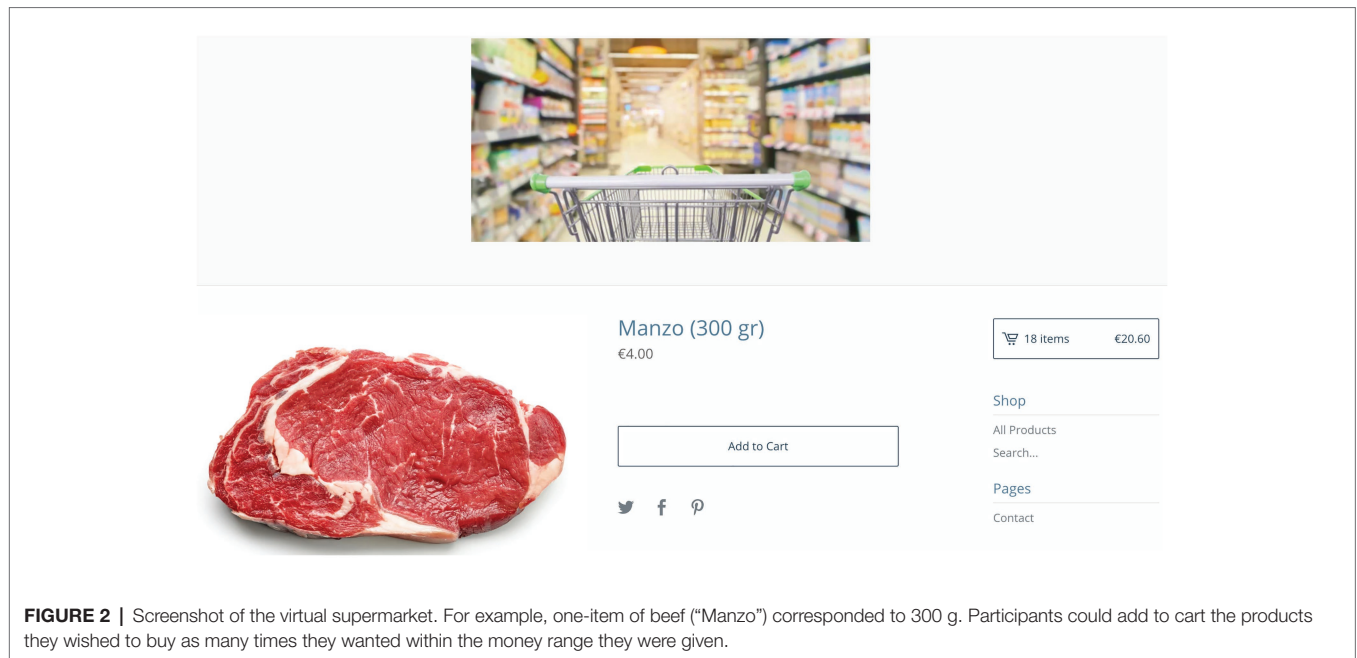 Manzo (300 gr)
€4.00
Add to Cart
18 items €20.60
Shop
All Products
Search...
Pages
Contact
FIGURE 2 | Screenshot of the virtual supermarket. For example, one-item of beef (“Manzo”) corresponded to 300 g. Participants could add to cart the products
they wished to buy as many times they wanted within the money range they were given.